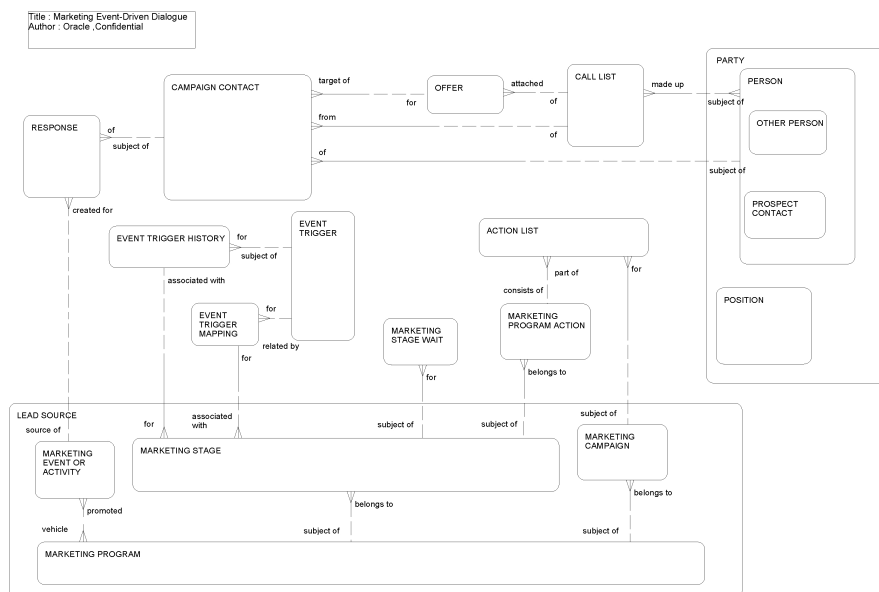 Title : Marketing Event-Driven Dialogue
Author : Oracle ,Confidential
PARTY
CAMPAIGN CONTACT
target of
for
OFFER
attached
of
CALL LIST
made up
subject of
PERSON
OTHER PERSON
RESPONSE
of
subject of
from
of
of
subject of
PROSPECT
CONTACT
created for
EVENT TRIGGER HISTORY
for
subject of
EVENT
TRIGGER
ACTION LIST
associated with
part of
for
consists of
EVENT
TRIGGER
MAPPING
for
related by
MARKETING
STAGE WAIT
MARKETING
PROGRAM ACTION
POSITION
for
for
belongs to
LEAD SOURCE
source of
for
associated
with
subject of
subject of
subject of
MARKETING
EVENT OR
ACTIVITY
MARKETING STAGE
MARKETING
CAMPAIGN
promoted
belongs to
belongs to
vehicle
subject of
subject of
MARKETING PROGRAM